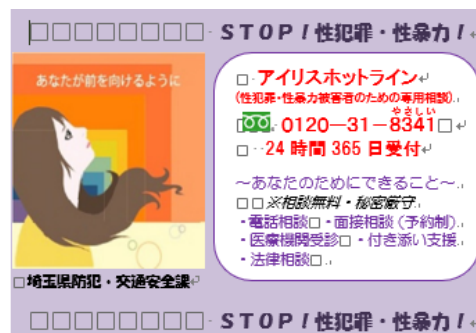 □□□□□□□□・STOP!性犯罪・性暴力!
あなたが前を向けるように
□・アイリスホットライン
(性犯罪・性暴力被害者のための専用相談)
やさしい
0120―31―8341□
□・・24時間365日受付
～あなたのためにできること～
□□※相談無料・秘密厳守
・電話相談□・面接相談(予約制)
・医療機関受診□・付き添い支援
・法律相談□
□埼玉県防犯・交通安全課
□□□□□□□□・STOP!性犯罪・性暴力!